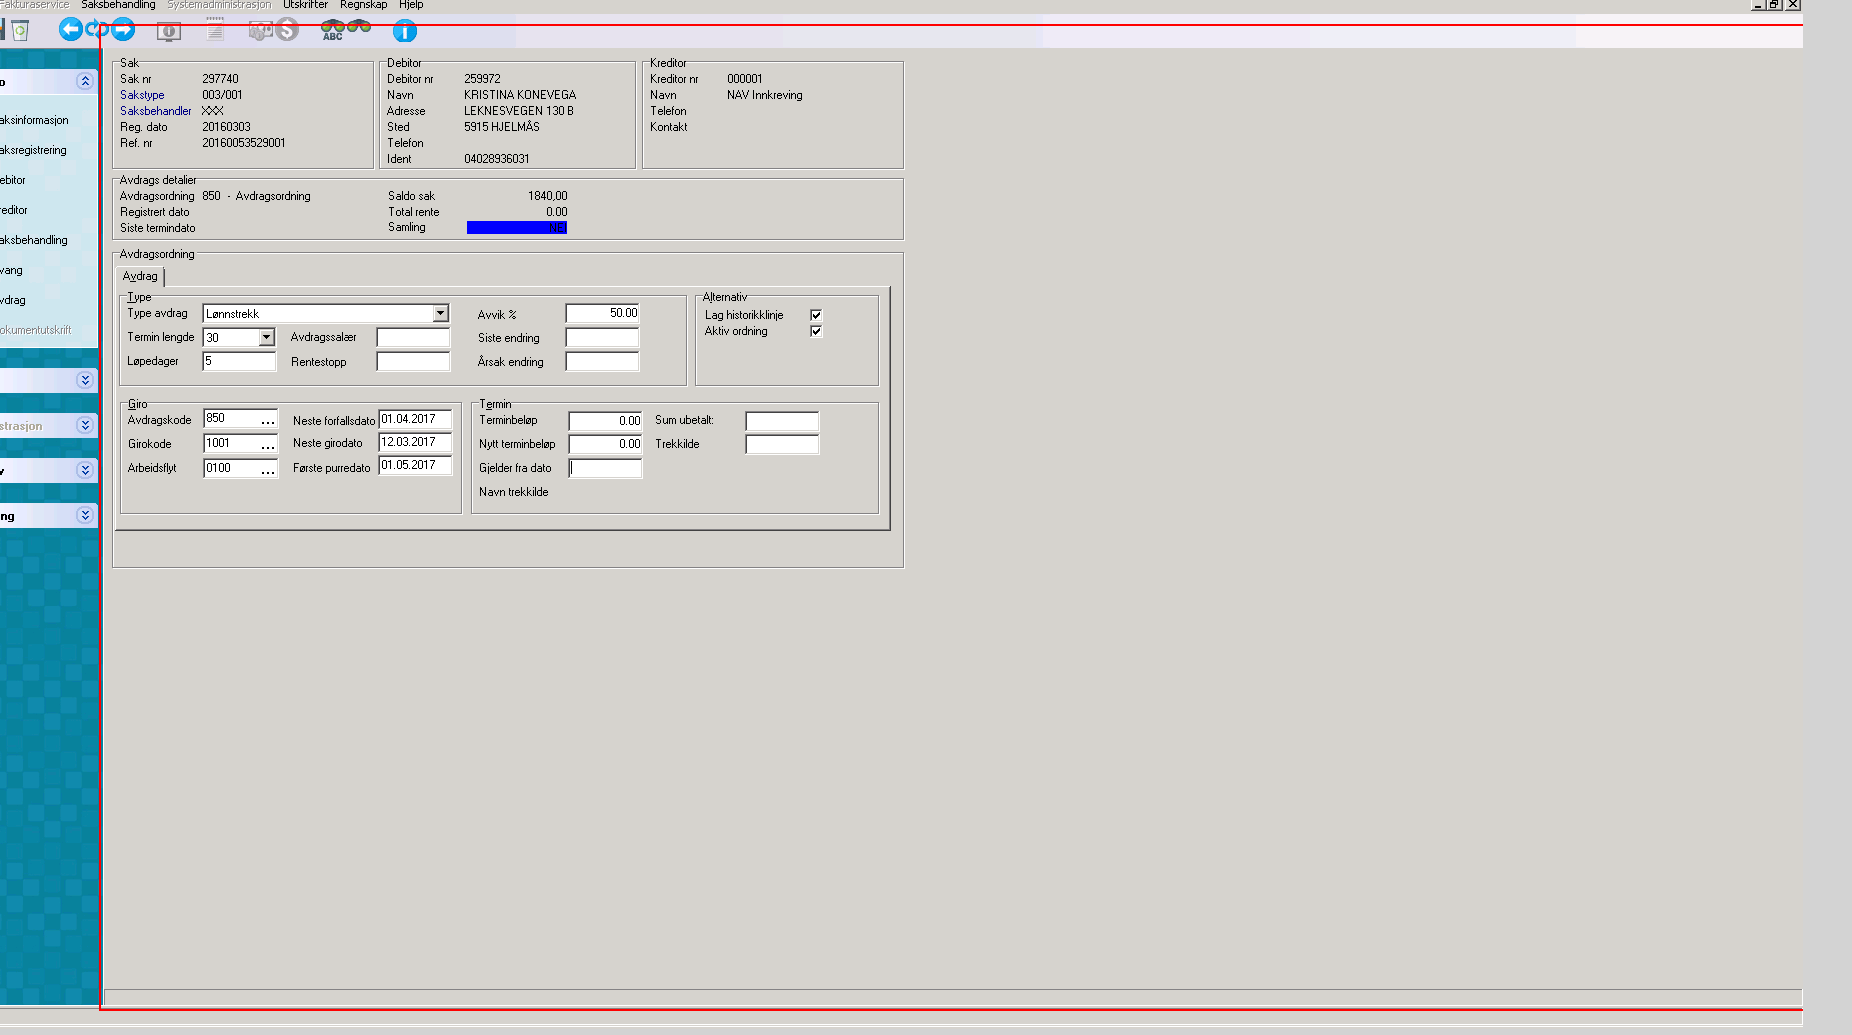 Fakturaservice Saksbehandling Systemadministrasjon Utskrifter Regnskap Hjelp
ABC
Sak
Sak nr 297740
Sakstype 003/001
Saksbehandler XXX
Reg. dato 20160303
Ref. nr 20160053529001
Debitor
Debitor nr 259972
Navn KRISTINA KONEVEGA
Adresse LEKNESVEGEN 130 B
Sted 5915 HJELMÅS
Telefon
Ident 04028936031
Kreditor
Kreditor nr 000001
Navn NAV Innkreving
Telefon
Kontakt
o
aksinformasjon
aksregistrering
ebitor
reditor
aksbehandling
vang
vdrag
okumentutskrift
strasjon
v
ng
Avdrags detalier
Avdragsordning 850 - Avdragsordning Saldo sak 1840,00
Registrert dato Total rente 0.00
Siste termindato Samling
Avdragsordning
Avdrag
Type
Type avdrag Lønnstrekk Avvik % 50.00
Termin lengde 30 Avdragssalær Siste endring
Løpedager 5 Rentestopp Årsak endring
Alternativ
Lag historikklinje
Aktiv ordning
Giro
Avdragskode 850 ... Neste forfallsdato 01.04.2017
Girokode 1001 ... Neste girodato 12.03.2017
Arbeidsflyt 0100 ... Første purredato 01.05.2017
Termin
Terminbeløp 0.00 Sum ubetalt:
Nytt terminbeløp 0.00 Trekkilde
Gjelder fra dato
Navn trekkilde